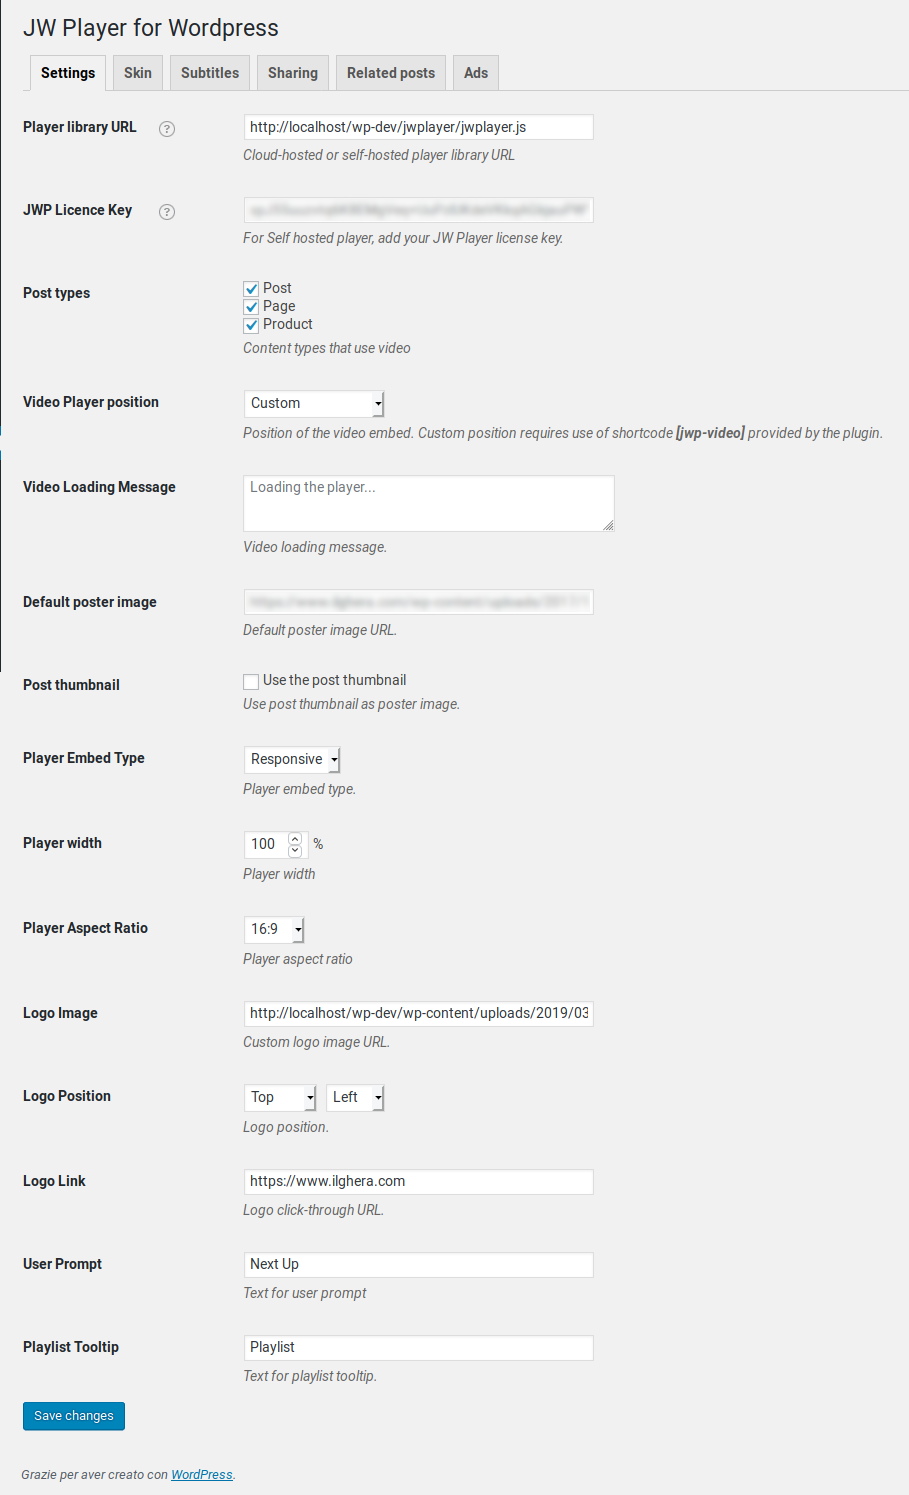 JW Player for Wordpress
Settings Skin Subtitles Sharing Related posts Ads
Player library URL ? http://localhost/wp-dev/jwplayer/jwplayer.js
Cloud-hosted or self-hosted player library URL
JWP Licence Key ?
For Self hosted player, add your JW Player license key.
Post types
Post
Page
Product
Content types that use video
Video Player position Custom
Position of the video embed. Custom position requires use of shortcode [jwp-video] provided by the plugin.
Video Loading Message Loading the player...
Video loading message.
Default poster image
Default poster image URL.
Post thumbnail Use the post thumbnail
Use post thumbnail as poster image.
Player Embed Type Responsive
Player embed type.
Player width 100 %
Player width
Player Aspect Ratio 16:9
Player aspect ratio
Logo Image http://localhost/wp-dev/wp-content/uploads/2019/03
Custom logo image URL.
Logo Position Top Left
Logo position.
Logo Link https://www.ilghera.com
Logo click-through URL.
User Prompt Next Up
Text for user prompt
Playlist Tooltip Playlist
Text for playlist tooltip.
Save changes
Grazie per aver creato con WordPress.